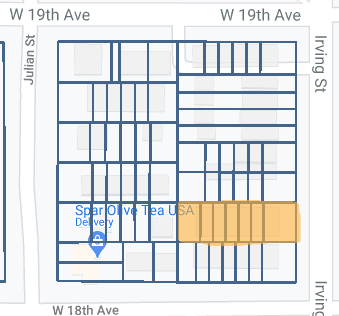 W 19th Ave
W 19th Ave
Julian St
Irving St
Spar Olive Tea USA
Delivery
W 18th Ave
Irving